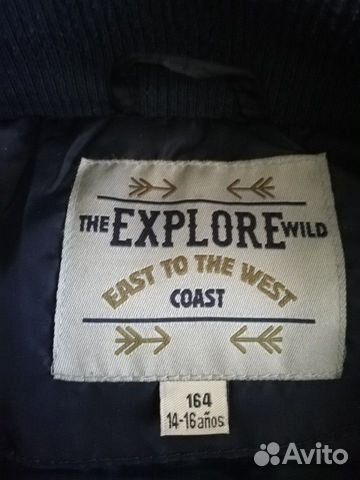 THE EXPLORE WILD
EAST TO THE WEST
COAST
164
14-16 años
Avito